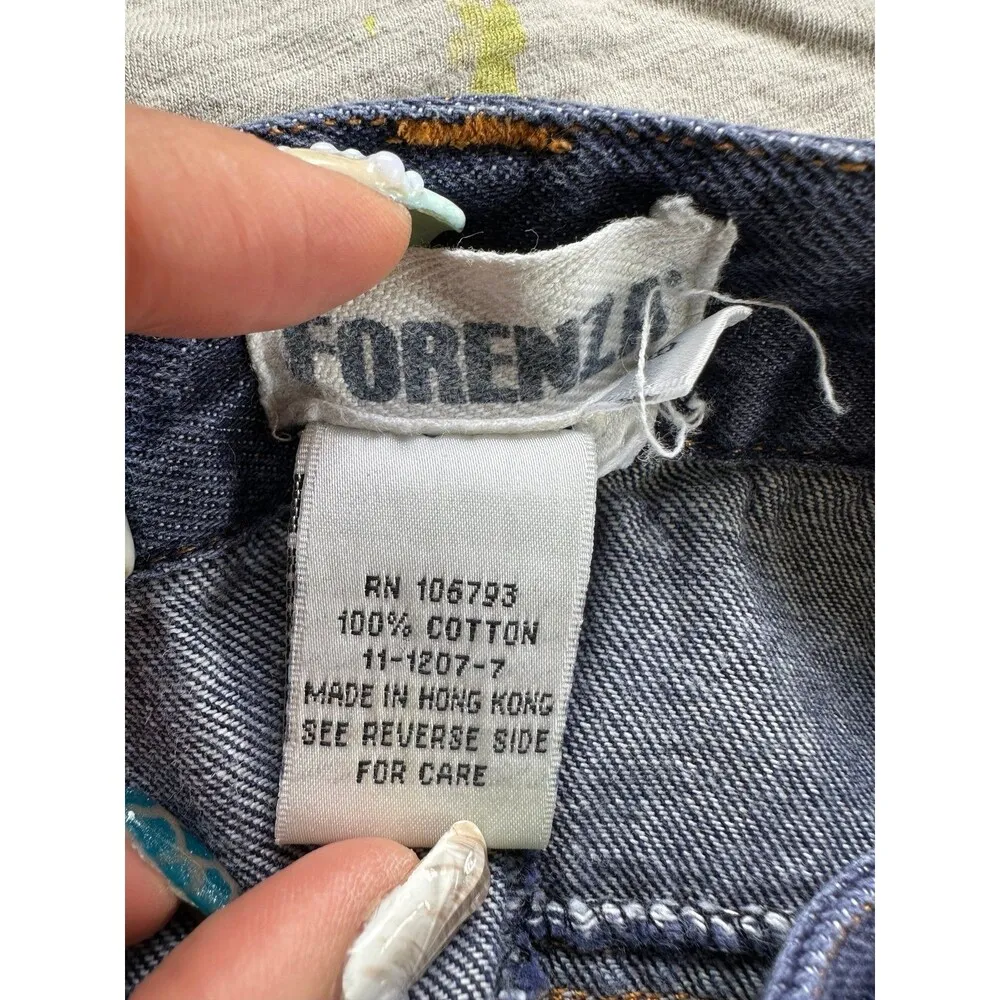 FORENZA
RN 106793
100% COTTON
11-1207-7
MADE IN HONG KONG
SEE REVERSE SIDE
FOR CARE